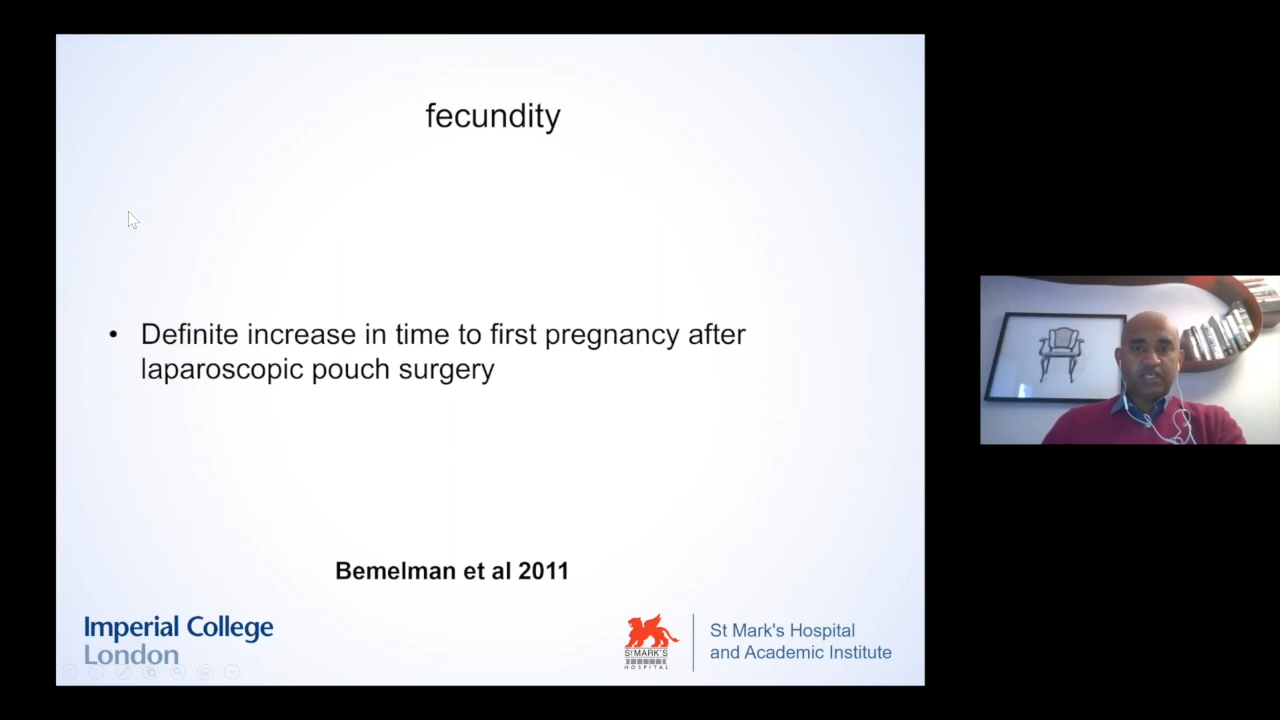 fecundity
• Definite increase in time to first pregnancy after
laparoscopic pouch surgery
Bemelman et al 2011
Imperial College
London
ST MARK'S
HOSPITAL
St Mark's Hospital
and Academic Institute